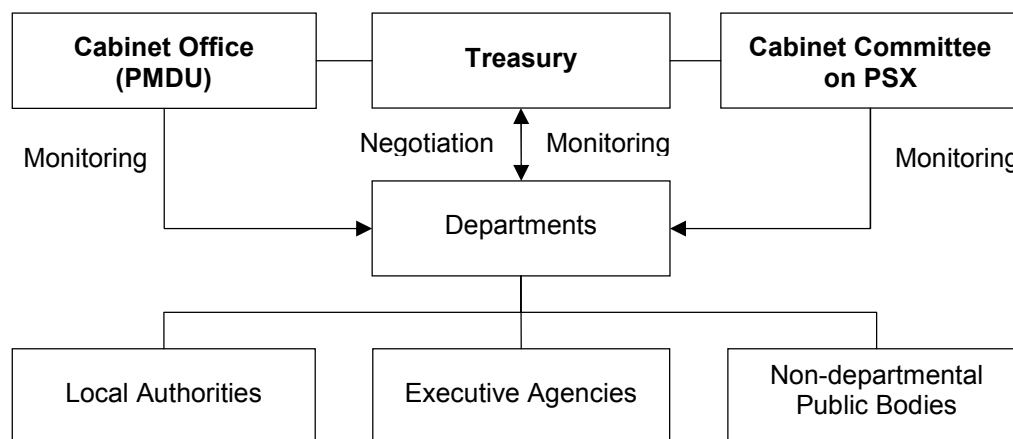 Cabinet Office
(PMDU)
Treasury
Cabinet Committee
on PSX
Monitoring
Negotiation
Monitoring
Monitoring
Departments
Local Authorities
Executive Agencies
Non-departmental
Public Bodies